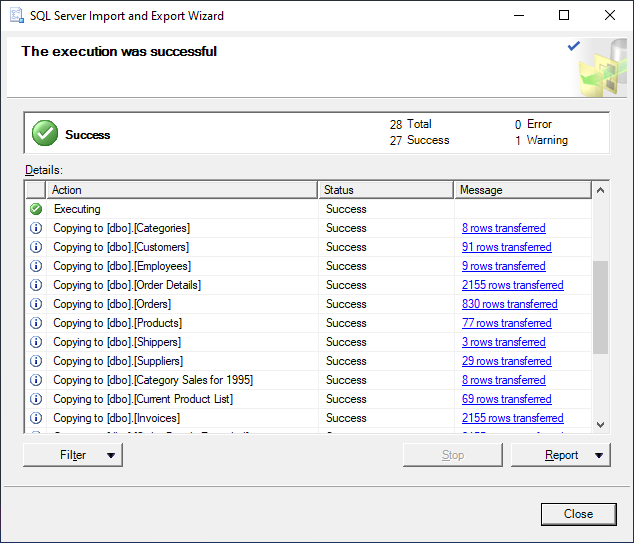 SQL Server Import and Export Wizard
The execution was successful
Success
28 Total 0 Error
27 Success 1 Warning
Details:
Action Status Message
Executing Success
Copying to [dbo].[Categories] Success 8 rows transferred
Copying to [dbo].[Customers] Success 91 rows transferred
Copying to [dbo].[Employees] Success 9 rows transferred
Copying to [dbo].[Order Details] Success 2155 rows transferred
Copying to [dbo].[Orders] Success 830 rows transferred
Copying to [dbo].[Products] Success 77 rows transferred
Copying to [dbo].[Shippers] Success 3 rows transferred
Copying to [dbo].[Suppliers] Success 29 rows transferred
Copying to [dbo].[Category Sales for 1995] Success 8 rows transferred
Copying to [dbo].[Current Product List] Success 69 rows transferred
Copying to [dbo].[Invoices] Success 2155 rows transferred
Filter Stop Report
Close